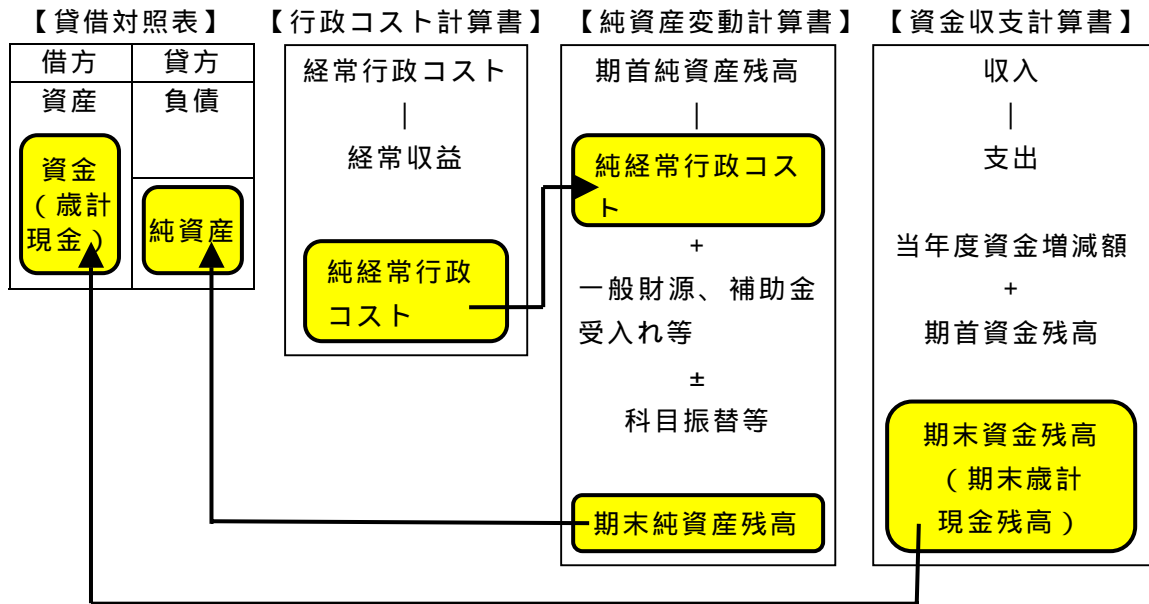 【貸借対照表】
借方
貸方
資産
負債
資金
（歳計
現金）
純資産
【行政コスト計算書】
経常行政コスト
｜
経常収益
純経常行政
コスト
【純資産変動計算書】
期首純資産残高
｜
純経常行政コス
ト
＋
一般財源、補助金
受入れ等
±
科目振替等
期末純資産残高
【資金収支計算書】
収入
｜
支出
当年度資金増減額
＋
期首資金残高
期末資金残高
（期末歳計
現金残高）